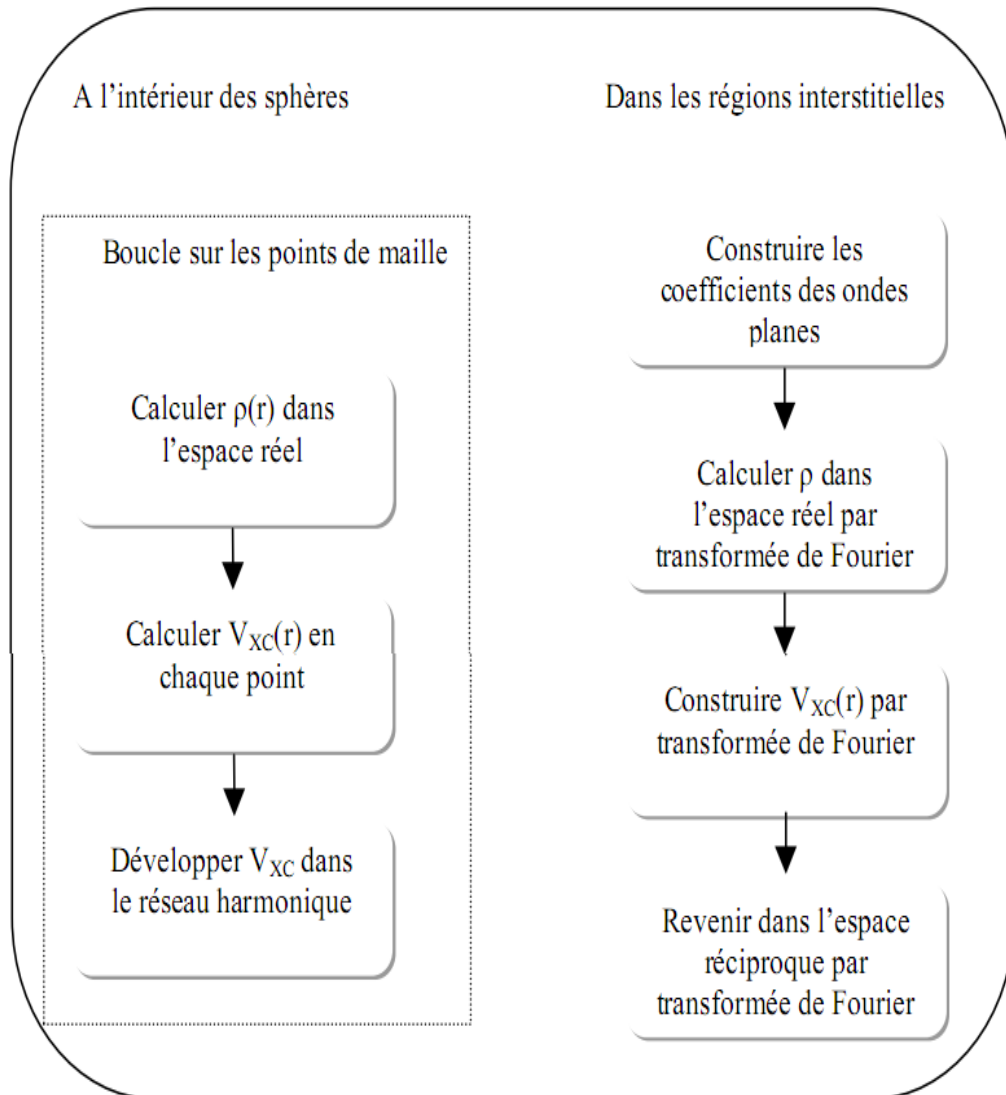 A l'intérieur des sphères
Boucle sur les points de maille
Calculer ρ(r) dans
l'espace réel
Calculer V_XC(r) en
chaque point
Développer V_XC dans
le réseau harmonique
Dans les régions interstitielles
Construire les
coefficients des ondes
planes
Calculer ρ dans
l'espace réel par
transformée de Fourier
Construire V_XC(r) par
transformée de Fourier
Revenir dans l'espace
réciproque par
transformée de Fourier